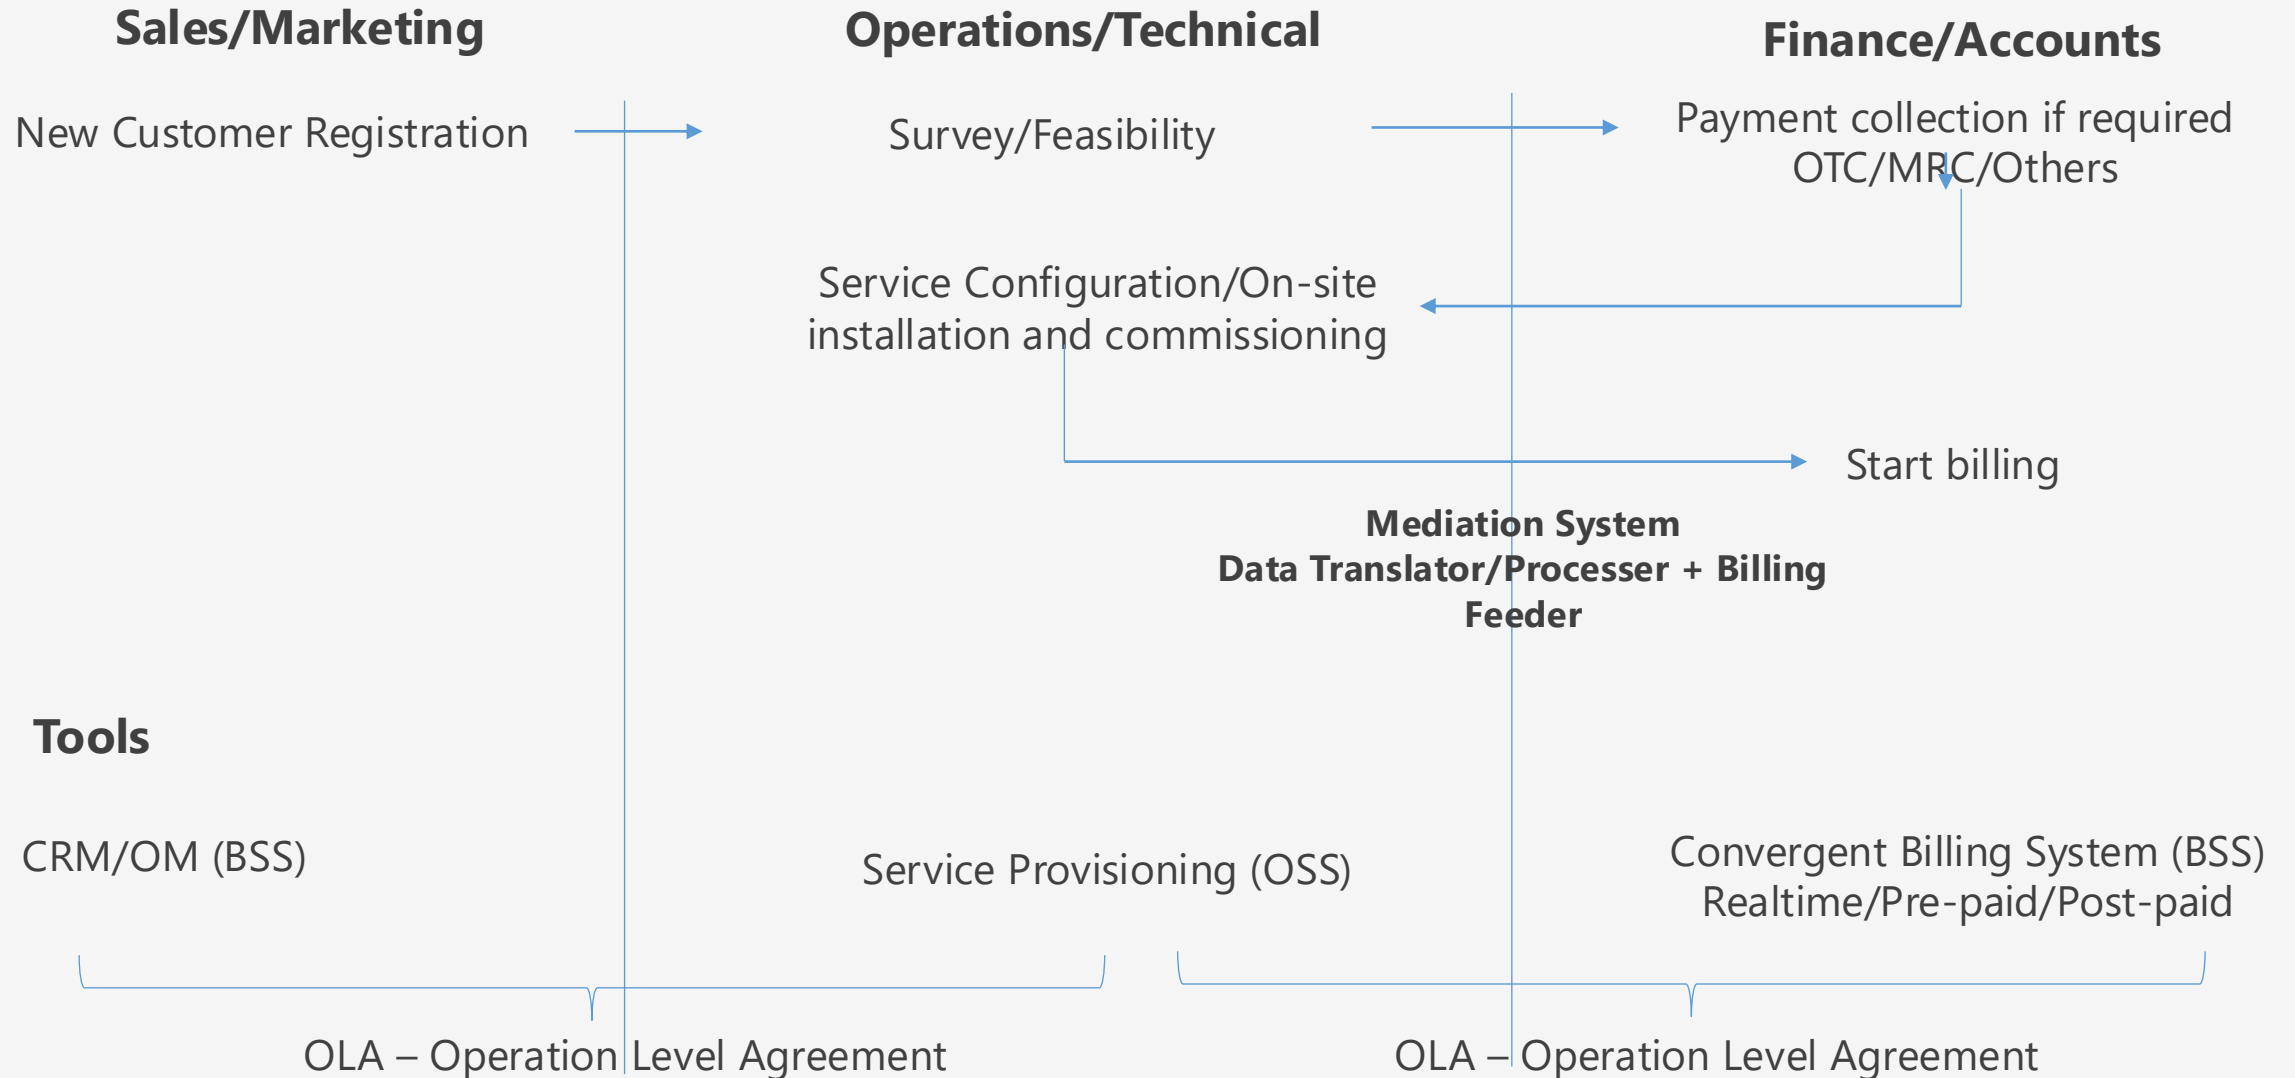 Sales/Marketing
Operations/Technical
Finance/Accounts
New Customer Registration
Survey/Feasibility
Payment collection if required
OTC/MRC/Others
Service Configuration/On-site
installation and commissioning
Start billing
Mediation System
Data Translator/Processer + Billing
Feeder
Tools
CRM/OM (BSS)
Service Provisioning (OSS)
Convergent Billing System (BSS)
Realtime/Pre-paid/Post-paid
OLA – Operation Level Agreement
OLA – Operation Level Agreement